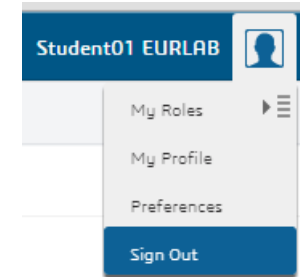 Student01 EURLAB
My Roles
My Profile
Preferences
Sign Out